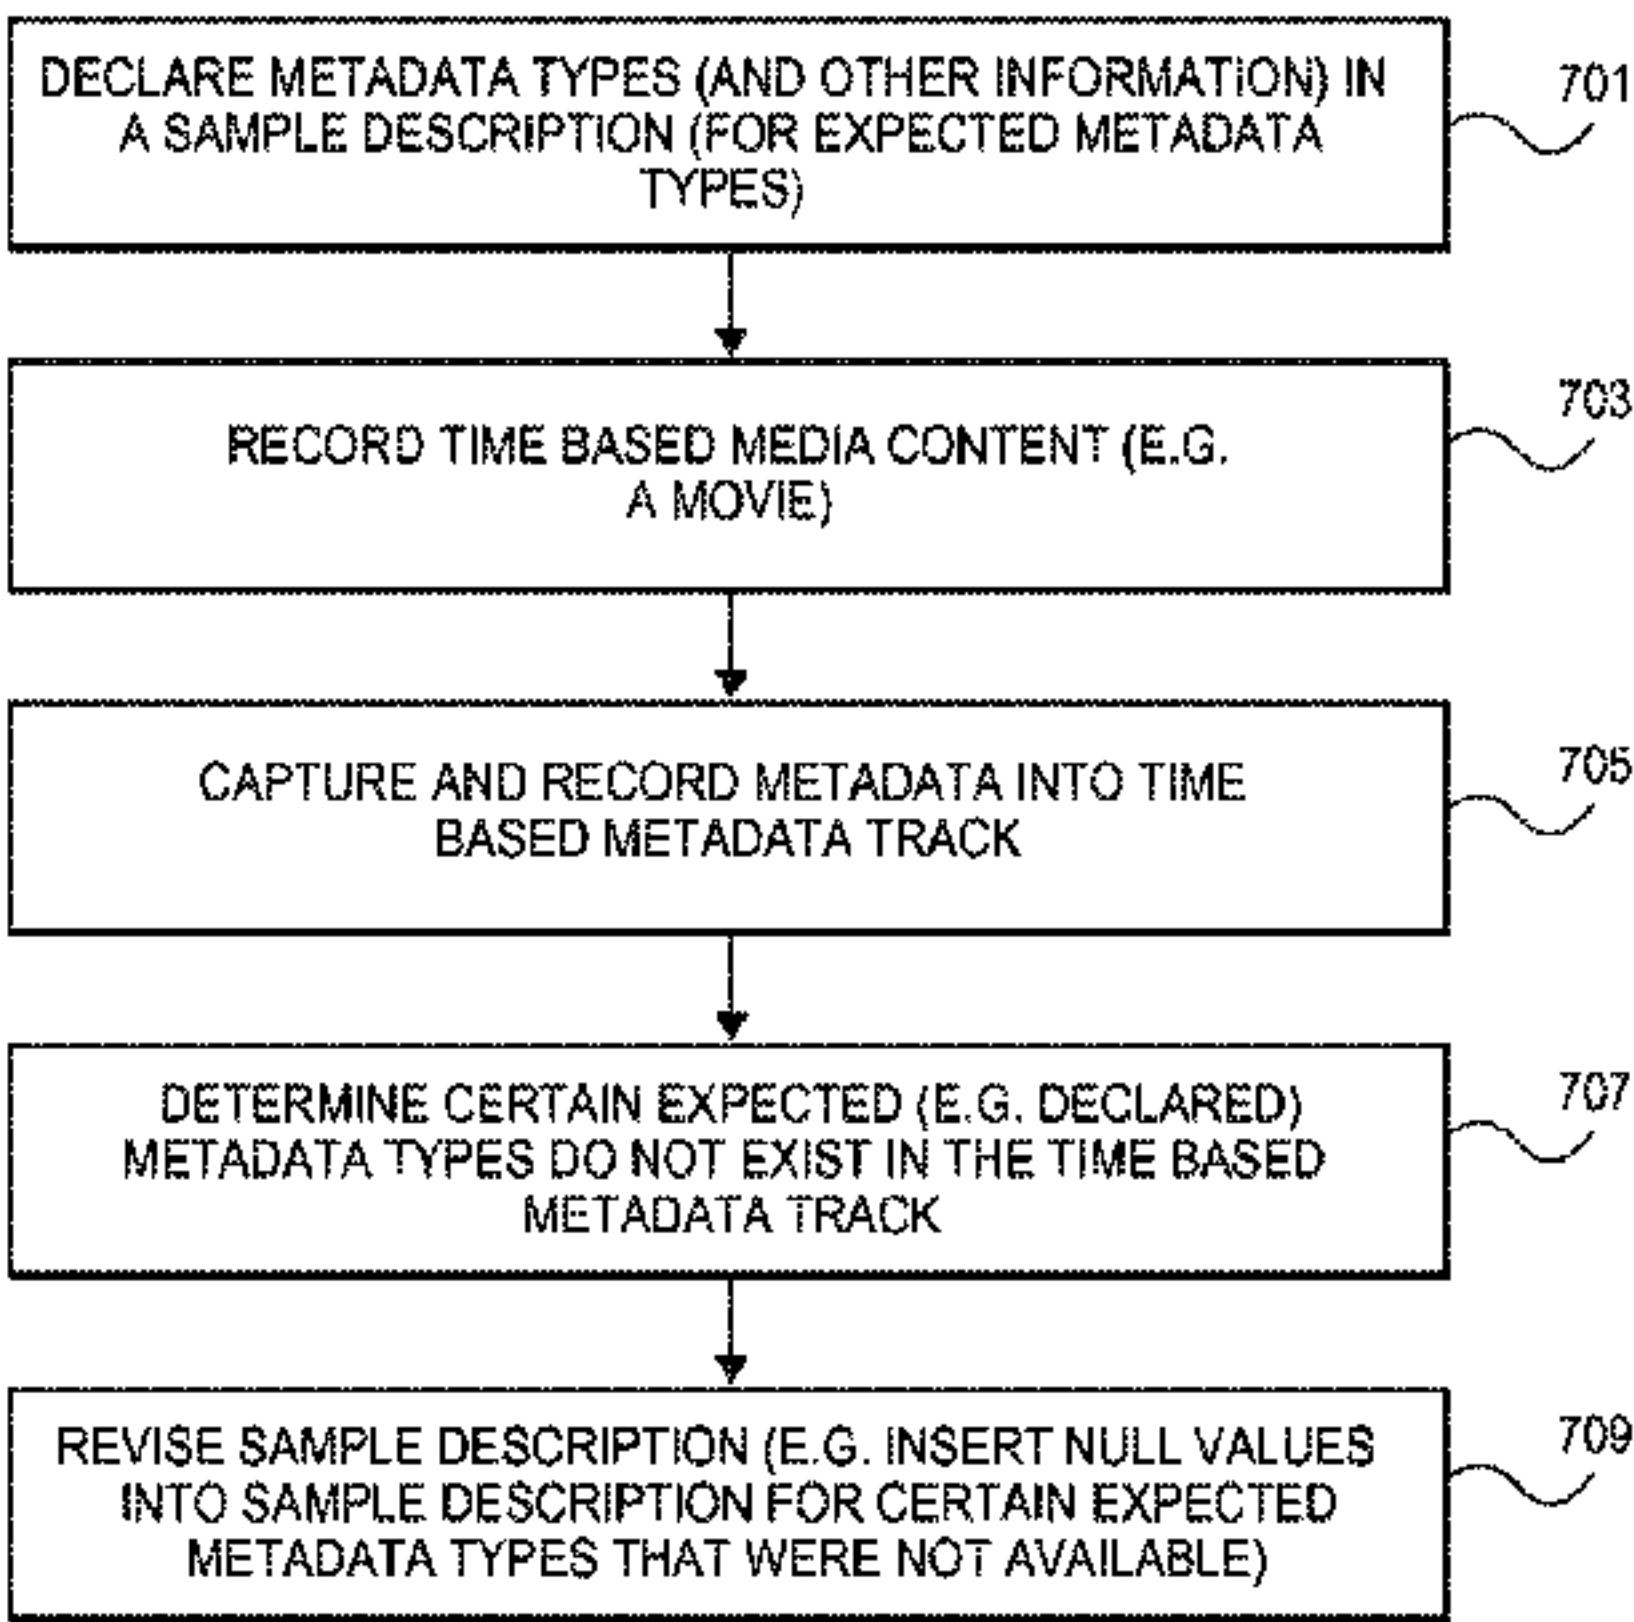 DECLARE METADATA TYPES (AND OTHER INFORMATION) IN
A SAMPLE DESCRIPTION (FOR EXPECTED METADATA
TYPES)
701
RECORD TIME BASED MEDIA CONTENT (E.G.
A MOVIE)
703
CAPTURE AND RECORD METADATA INTO TIME
BASED METADATA TRACK
705
DETERMINE CERTAIN EXPECTED (E.G. DECLARED)
METADATA TYPES DO NOT EXIST IN THE TIME BASED
METADATA TRACK
707
REVISE SAMPLE DESCRIPTION (E.G. INSERT NULL VALUES
INTO SAMPLE DESCRIPTION FOR CERTAIN EXPECTED
METADATA TYPES THAT WERE NOT AVAILABLE)
709